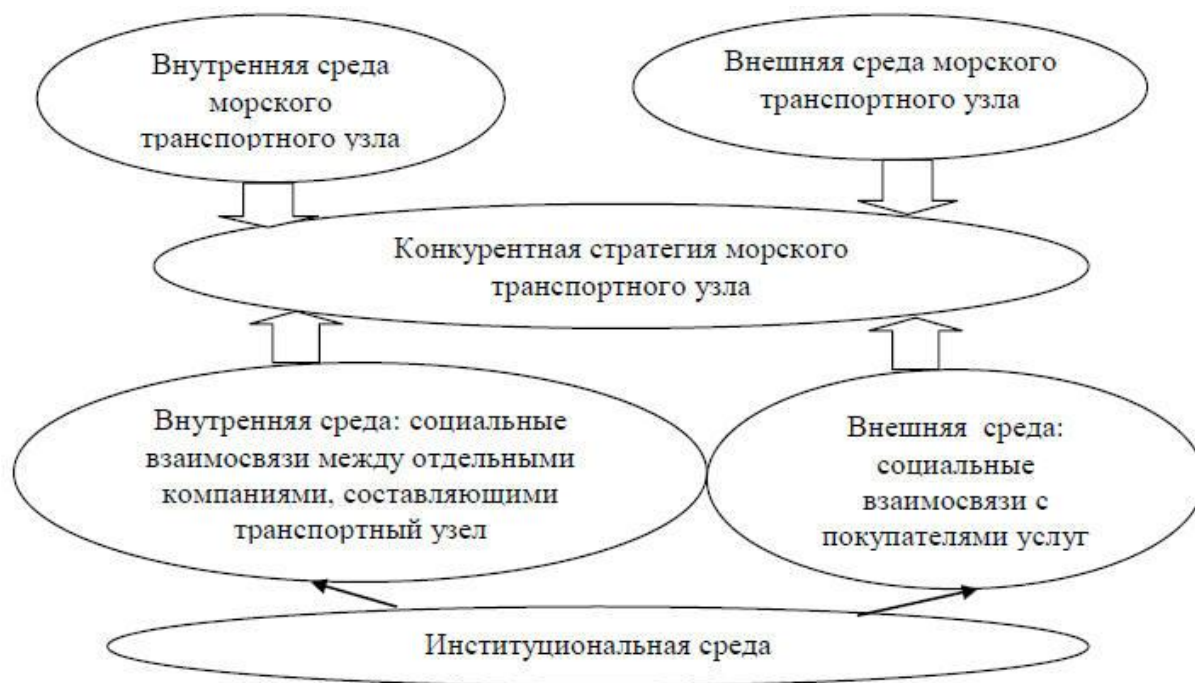 Внутренняя среда
морского
транспортного узла
Внешняя среда морского
транспортного узла
Конкурентная стратегия морского
транспортного узла
Внутренняя среда: социальные
взаимосвязи между отдельными
компаниями, составляющими
транспортный узел
Внешняя среда:
социальные
взаимосвязи с
покупателями услуг
Институциональная среда